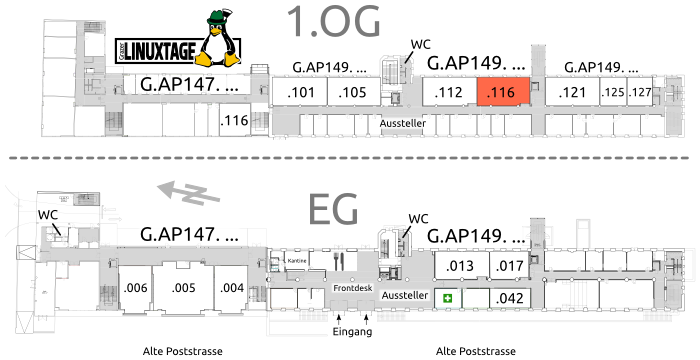 1.OG
Grazer
LINUXTAGE
WC
G.AP147. ...
G.AP149. ...
G.AP149. ...
G.AP149. ...
.101
.105
.112
.116
.121
.125
.127
.116
Aussteller
EG
WC
G.AP147. ...
WC
G.AP149. ...
Kantine
.013
.017
.006
.005
.004
Frontdesk
Aussteller
.042
Eingang
Alte Poststrasse
Alte Poststrasse